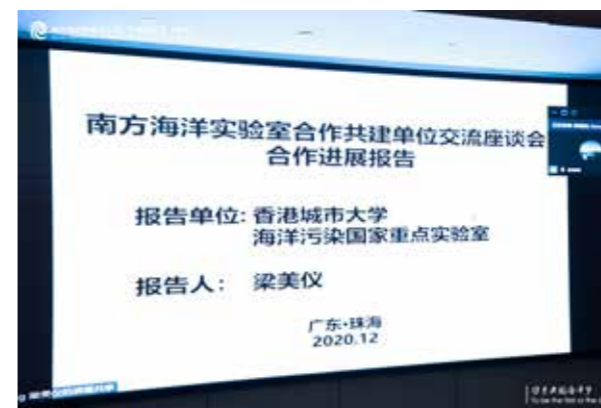 南方海洋实验室合作共建单位交流座谈会
合作进展报告
报告单位: 香港城市大学
海洋污染国家重点实验室
报告人: 梁美仪
广东·珠海
2020.12